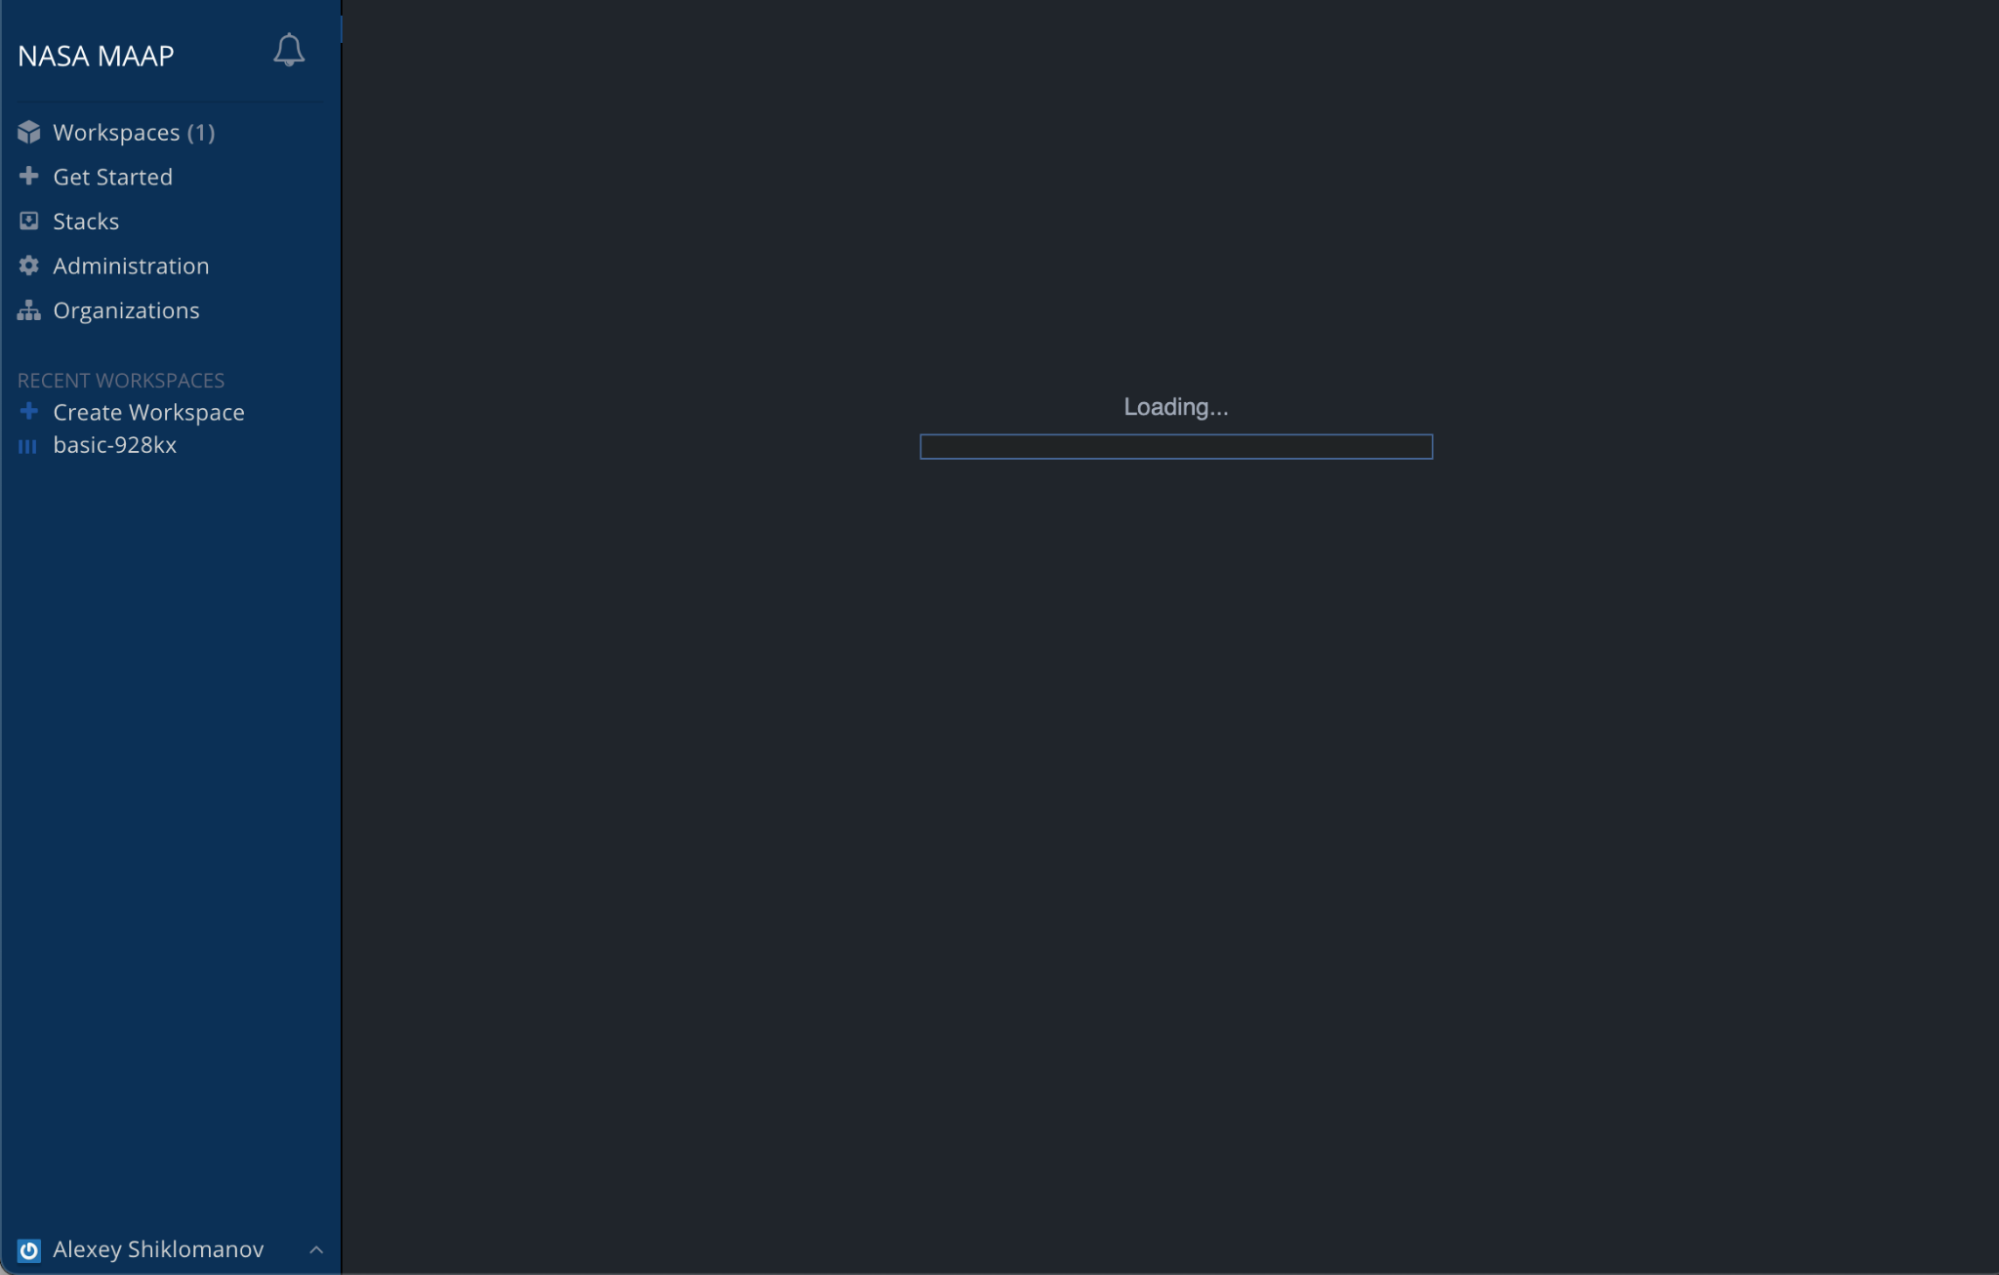 NASA MAAP
Workspaces (1)
Get Started
Stacks
Administration
Organizations
RECENT WORKSPACES
Create Workspace
basic-928kx
Loading...
Alexey Shiklomanov